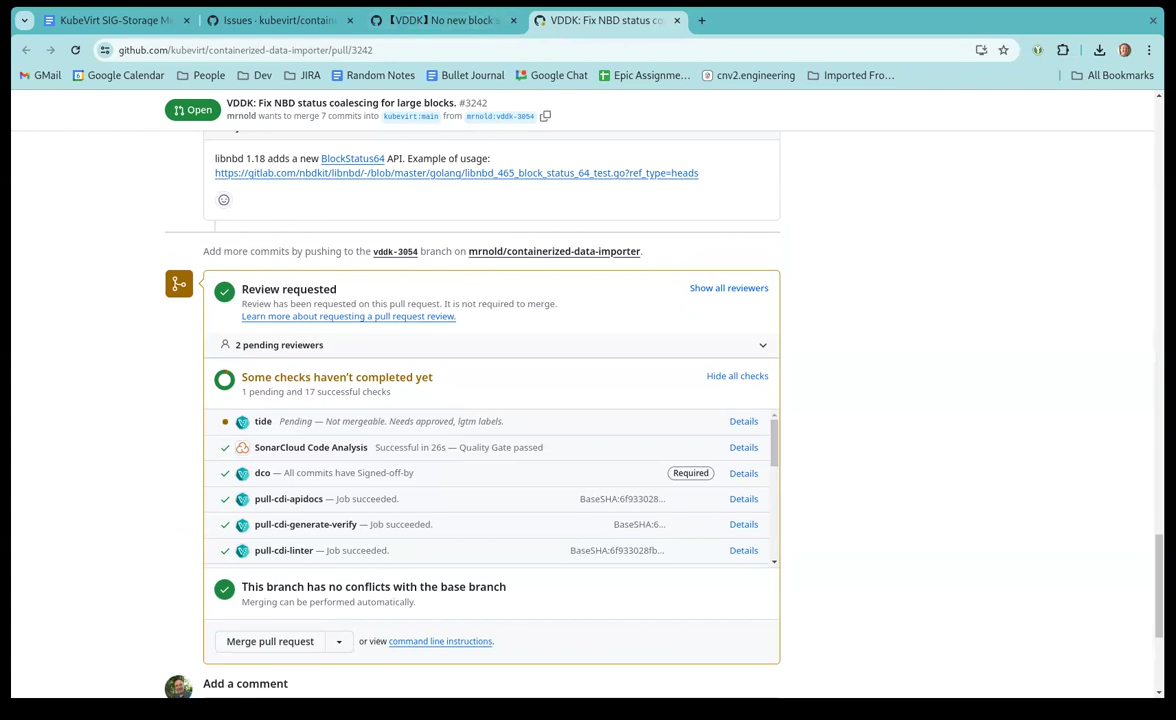 KubeVirt SIG-Storage Me
Issues · kubevirt/contain
【VDDK】No new block s
VDDK: Fix NBD status co
github.com/kubevirt/containerized-data-importer/pull/3242
GMail
Google Calendar
People
Dev
JIRA
Random Notes
Bullet Journal
Google Chat
Epic Assignme...
cnv2.engineering
Imported Fro...
All Bookmarks
Open
VDDK: Fix NBD status coalescing for large blocks. #3242
mrnold wants to merge 7 commits into kubevirt:main from mrnold:vddk-3054
libnbd 1.18 adds a new BlockStatus64 API. Example of usage:
https://gitlab.com/nbdkit/libnbd/-/blob/master/golang/libnbd_465_block_status_64_test.go?ref_type=heads
Add more commits by pushing to the vddk-3054 branch on mrnold/containerized-data-importer.
Review requested
Show all reviewers
Review has been requested on this pull request. It is not required to merge.
Learn more about requesting a pull request review.
2 pending reviewers
Some checks haven't completed yet
Hide all checks
1 pending and 17 successful checks
tide Pending — Not mergeable. Needs approved, lgtm labels. Details
SonarCloud Code Analysis Successful in 26s — Quality Gate passed Details
dco — All commits have Signed-off-by Required Details
pull-cdi-apidocs — Job succeeded. BaseSHA:6f933028... Details
pull-cdi-generate-verify — Job succeeded. BaseSHA:6... Details
pull-cdi-linter — Job succeeded. BaseSHA:6f933028fb... Details
This branch has no conflicts with the base branch
Merging can be performed automatically.
Merge pull request or view command line instructions.
Add a comment